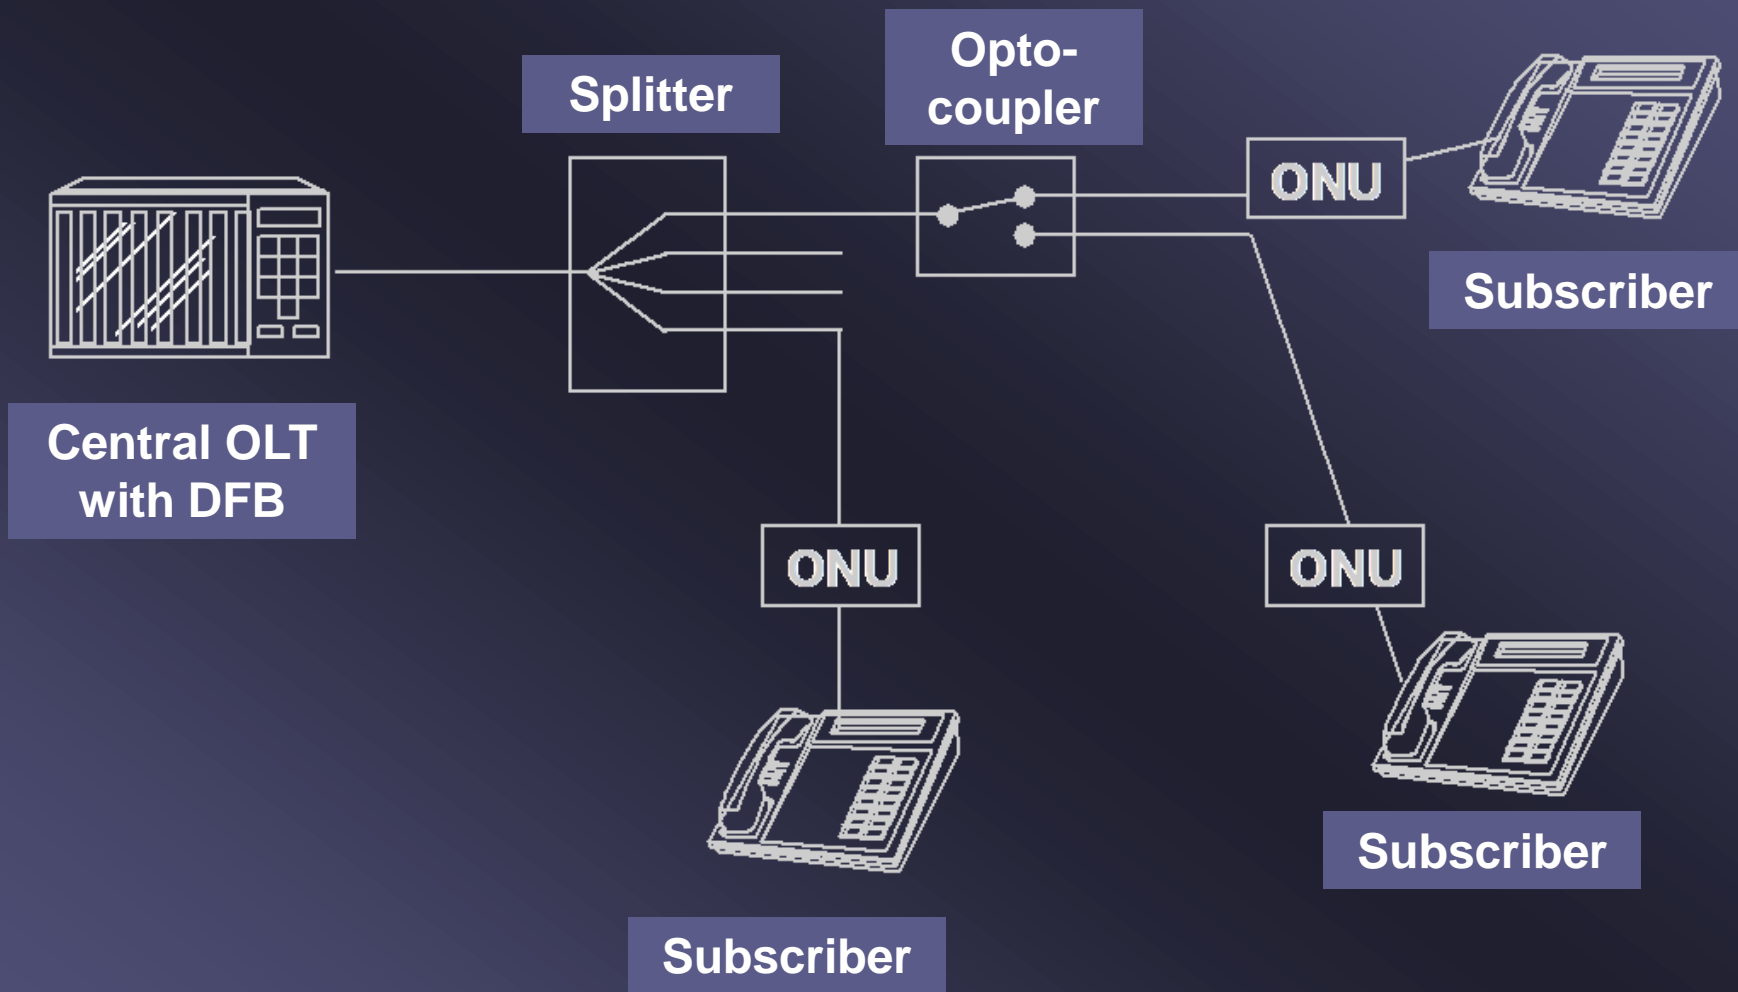 Opto-
coupler
Splitter
ONU
Subscriber
Central OLT
with DFB
ONU
ONU
Subscriber
Subscriber